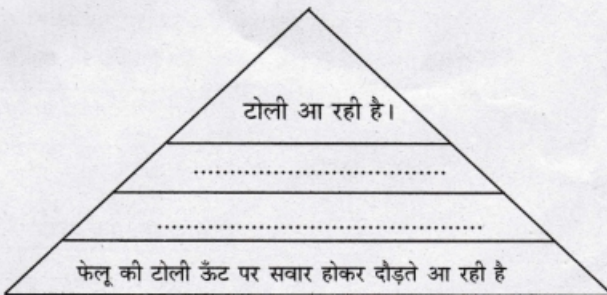 टोली आ रही है।
.............................................
..........................................................
फेलू की टोली ऊँट पर सवार होकर दौड़ते आ रही है